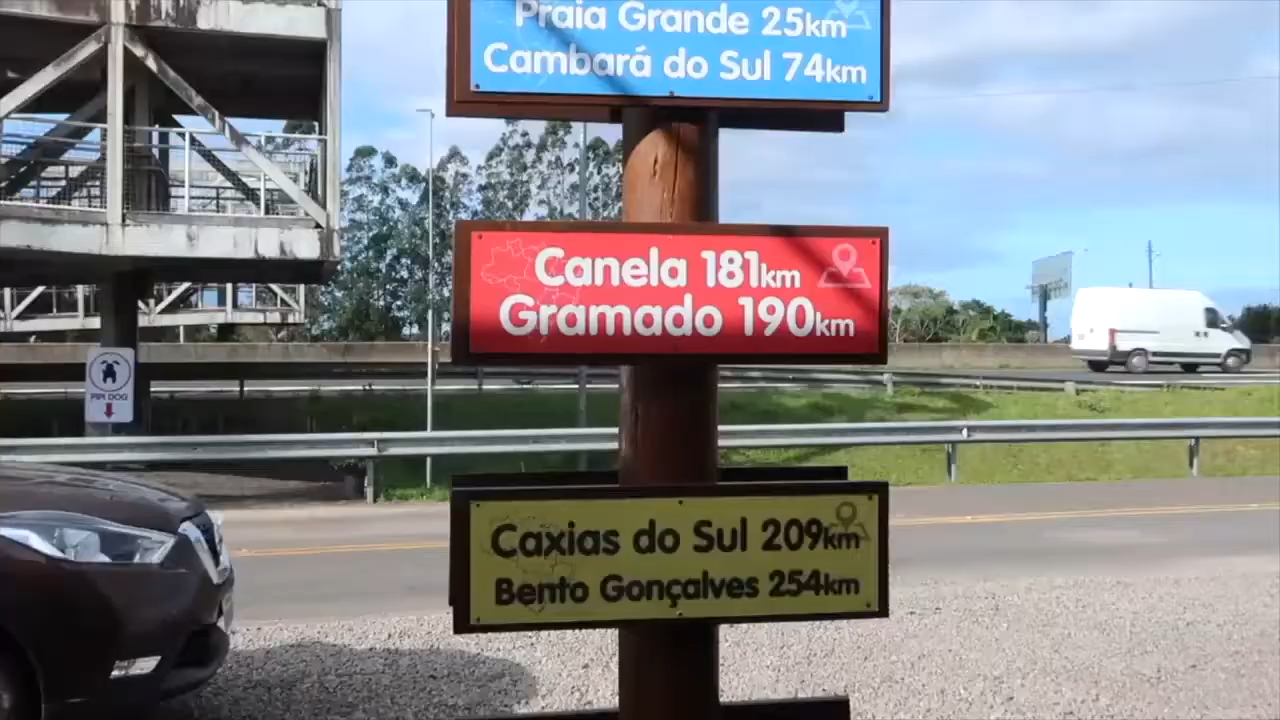 Praia Grande 25km
Cambará do Sul 74km
Canela 181km
Gramado 190km
PIPI DOG
Caxias do Sul 209km
Bento Gonçalves 254km